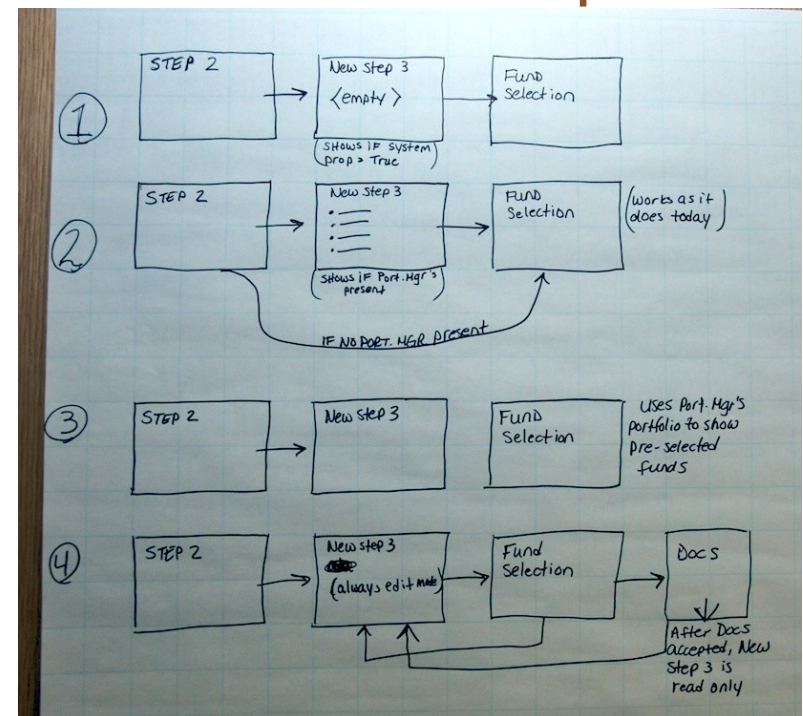 1
STEP 2
New Step 3
<empty>
(SHOWS IF SYSTEM
prop = True)
FUND
Selection
2
STEP 2
New Step 3
(SHOWS IF Port. Mgr's
present)
FUND
Selection
(works as it
does today)
IF NO PORT. MGR present
3
STEP 2
New Step 3
FUND
Selection
Uses Port. Mgr's
portfolio to show
pre-selected
funds
4
STEP 2
New Step 3
(always edit mode)
Fund
Selection
Docs
After Docs
accepted, New
Step 3 is
read only